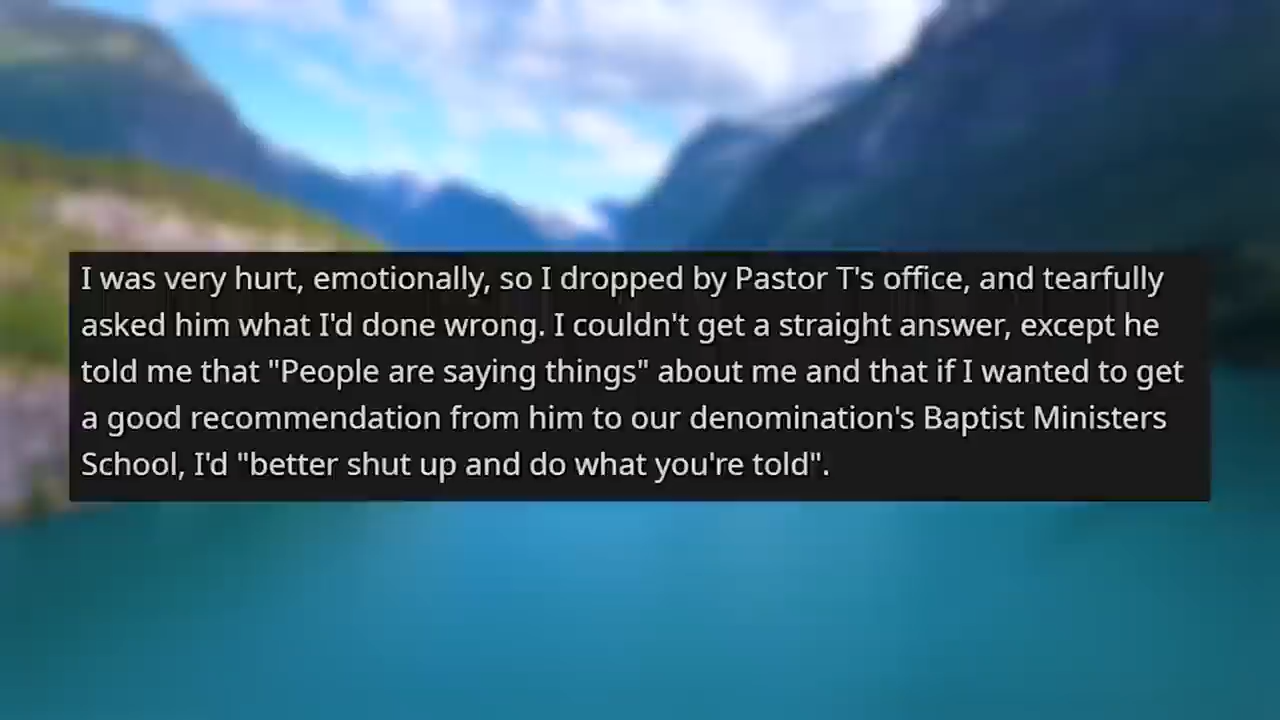 I was very hurt, emotionally, so I dropped by Pastor T's office, and tearfully
asked him what I'd done wrong. I couldn't get a straight answer, except he
told me that "People are saying things" about me and that if I wanted to get
a good recommendation from him to our denomination's Baptist Ministers
School, I'd "better shut up and do what you're told".